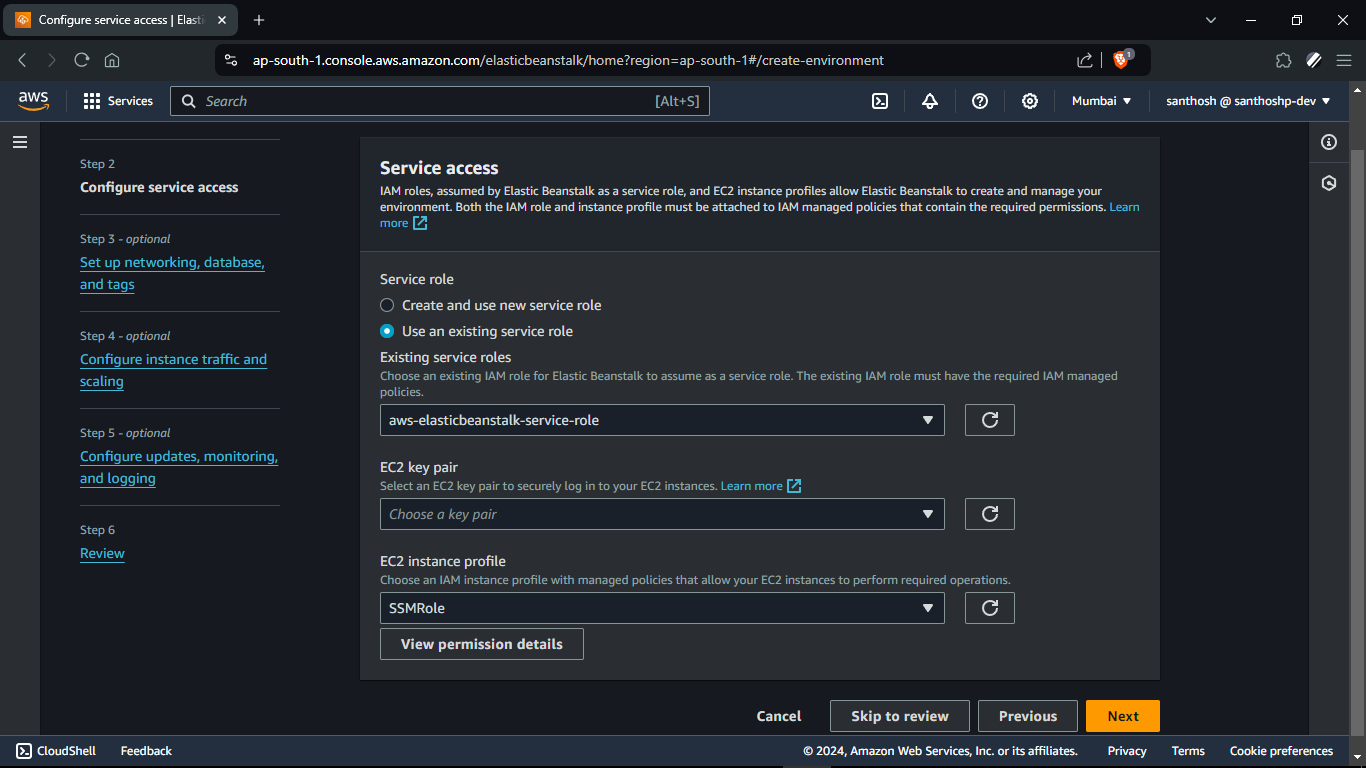 Configure service access | Elasti
ap-south-1.console.aws.amazon.com/elasticbeanstalk/home?region=ap-south-1#/create-environment
1
aws
Services
Search
[Alt+S]
Mumbai
santhosh @ santhoshp-dev
Step 2
Configure service access
Step 3 - optional
Set up networking, database,
and tags
Step 4 - optional
Configure instance traffic and
scaling
Step 5 - optional
Configure updates, monitoring,
and logging
Step 6
Review
Service access
IAM roles, assumed by Elastic Beanstalk as a service role, and EC2 instance profiles allow Elastic Beanstalk to create and manage your
environment. Both the IAM role and instance profile must be attached to IAM managed policies that contain the required permissions. Learn
more
Service role
Create and use new service role
Use an existing service role
Existing service roles
Choose an existing IAM role for Elastic Beanstalk to assume as a service role. The existing IAM role must have the required IAM managed
policies.
aws-elasticbeanstalk-service-role
EC2 key pair
Select an EC2 key pair to securely log in to your EC2 instances. Learn more
Choose a key pair
EC2 instance profile
Choose an IAM instance profile with managed policies that allow your EC2 instances to perform required operations.
SSMRole
View permission details
Cancel
Skip to review
Previous
Next
CloudShell
Feedback
© 2024, Amazon Web Services, Inc. or its affiliates.
Privacy
Terms
Cookie preferences